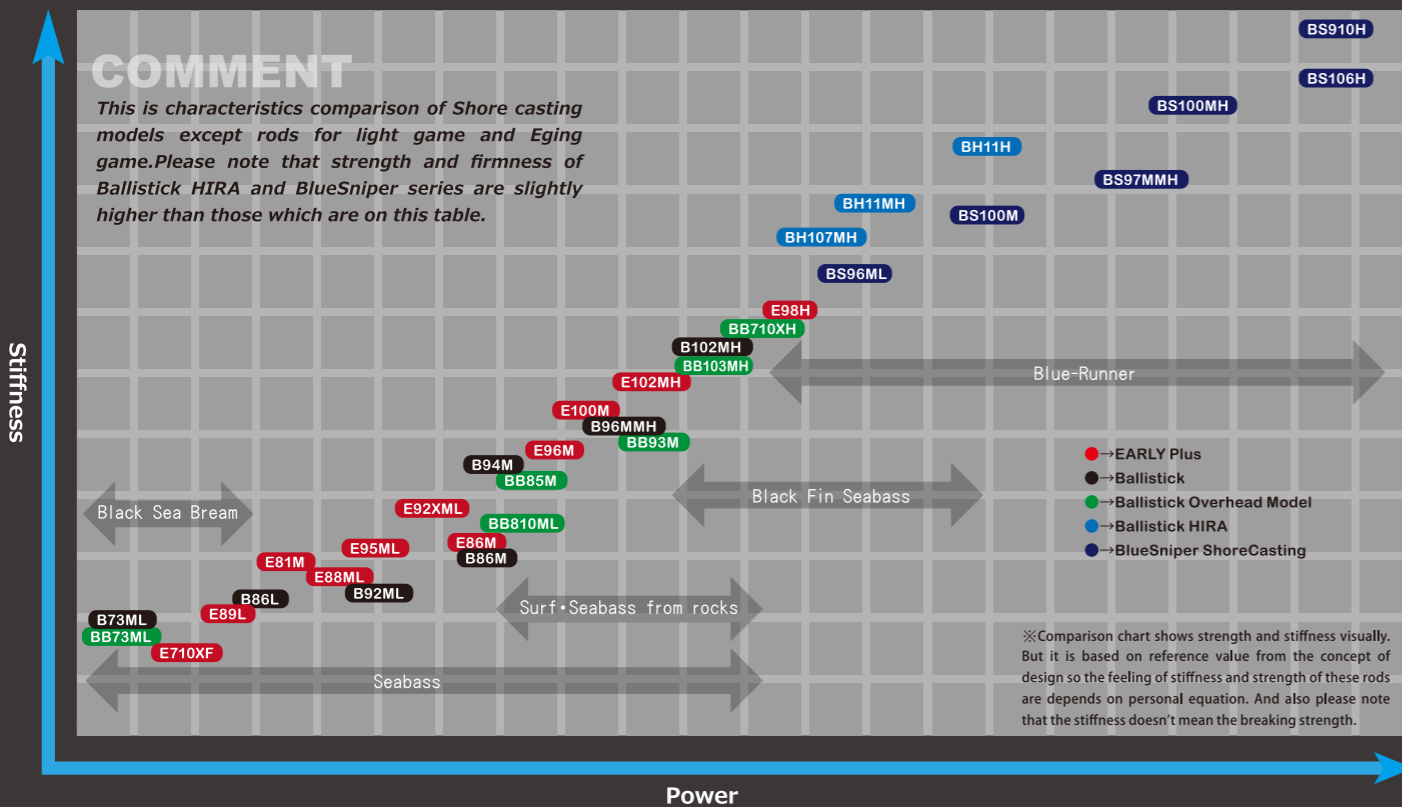 COMMENT
This is characteristics comparison of Shore casting
models except rods for light game and Eging
game.Please note that strength and firmness of
Ballistick HIRA and BlueSniper series are slightly
higher than those which are on this table.
BS910H
BS106H
BS100MH
BH11H
BS97MMH
BH11MH
BS100M
BH107MH
BS96ML
E98H
BB710XH
B102MH
BB103MH
Blue-Runner
E102MH
E100M
B96MMH
BB93M
E96M
B94M
BB85M
Black Fin Seabass
Black Sea Bream
E92XML
BB810ML
E86M
B86M
E95ML
E81M
E88ML
B92ML
B86L
E89L
Surf•Seabass from rocks
B73ML
BB73ML
E710XF
Seabass
●→EARLY Plus
●→Ballistick
●→Ballistick Overhead Model
●→Ballistick HIRA
●→BlueSniper ShoreCasting
※Comparison chart shows strength and stiffness visually.
But it is based on reference value from the concept of
design so the feeling of stiffness and strength of these rods
are depends on personal equation. And also please note
that the stiffness doesn't mean the breaking strength.
Stiffness
Power